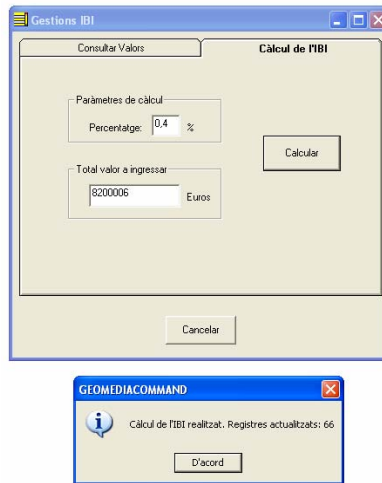 Gestions IBI
Consultar Valors
Càlcul de l'IBI
Paràmetres de càlcul
Percentatge: 0,4 %
Calcular
Total valor a ingressar
8200006 Euros
Cancelar
GEOMEDIACOMMAND
Càlcul de l'IBI realitzat. Registres actualitzats: 66
D'acord